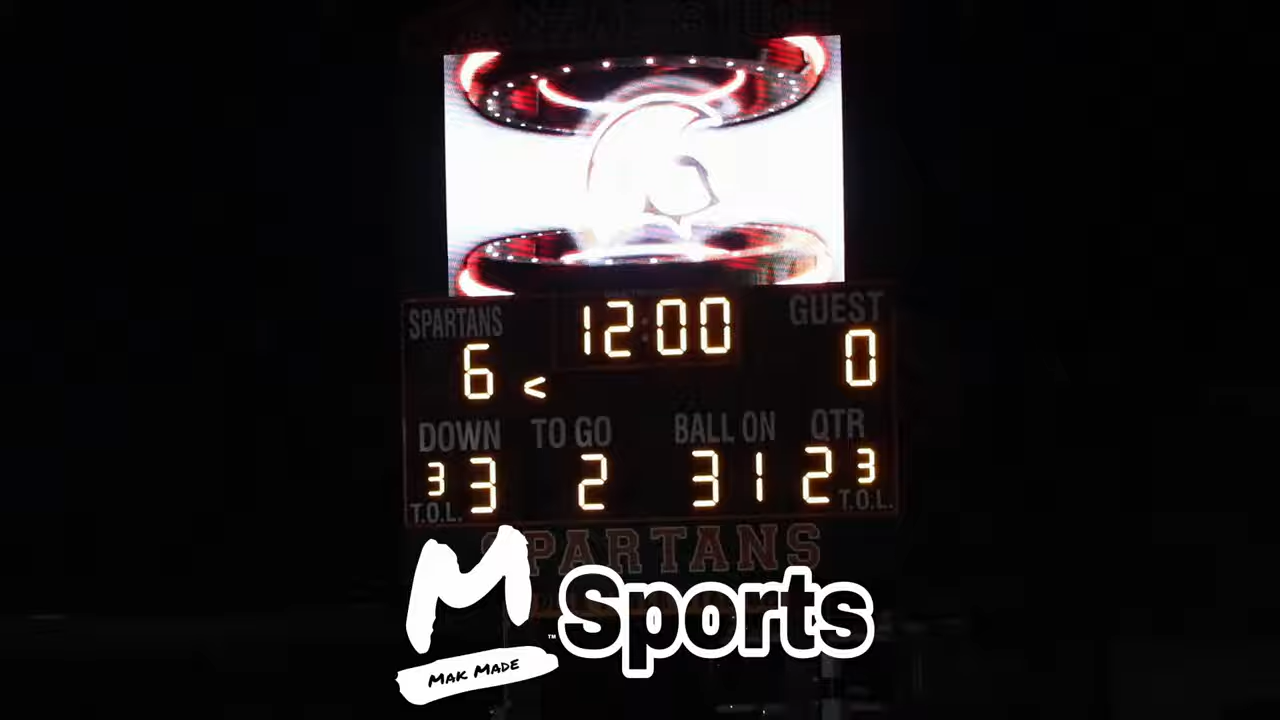 SPARTANS
12:00
GUEST
6 <
0
DOWN
TO GO
BALL ON
QTR
3 3
2
31
2 3
T.O.L.
T.O.L.
SPARTANS
M Sports
™
MAK MADE